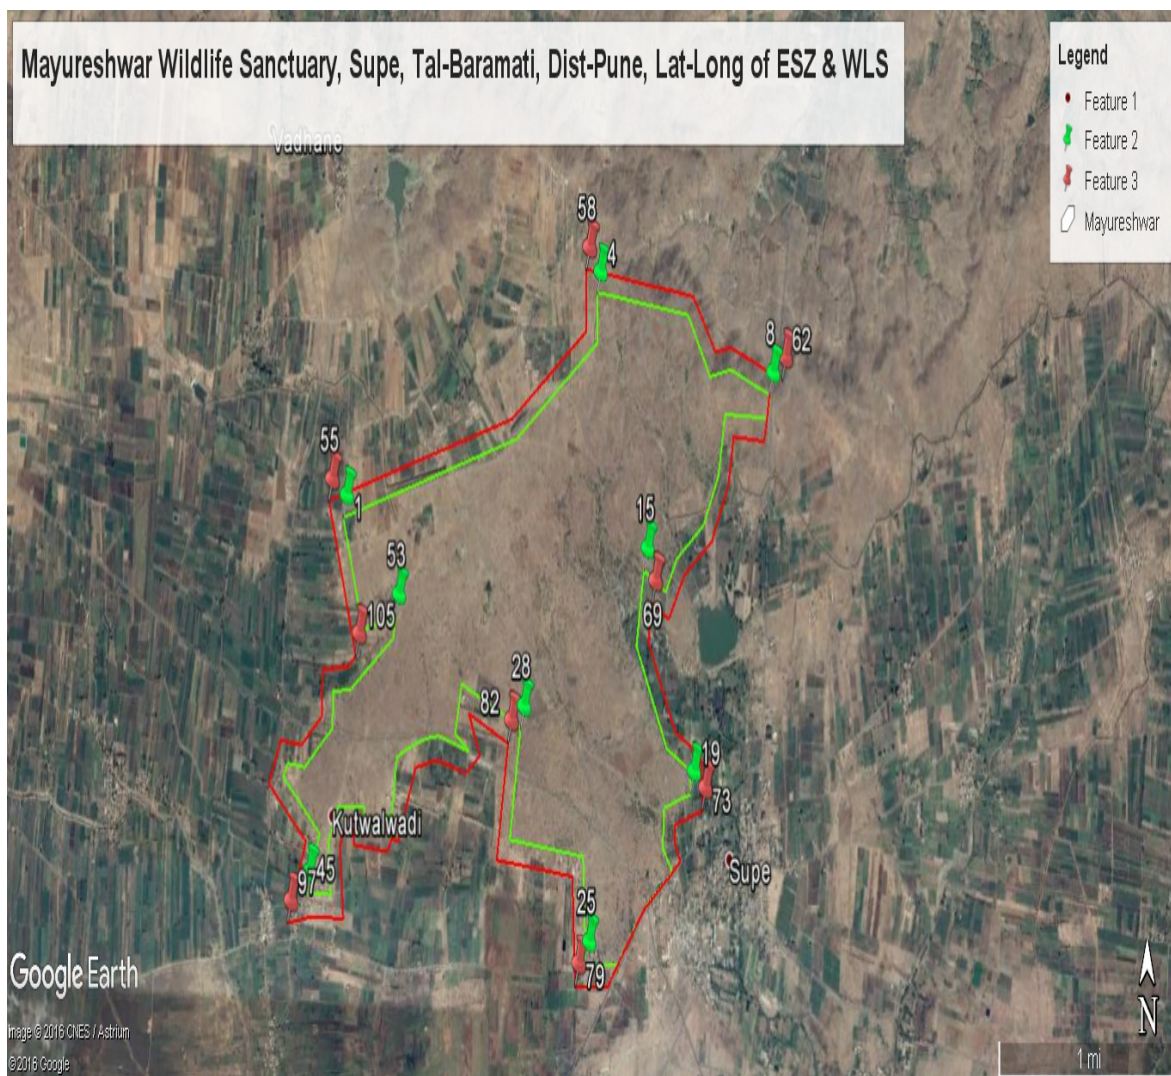 Mayureshwar Wildlife Sanctuary, Supe, Tal-Baramati, Dist-Pune, Lat-Long of ESZ & WLS
Legend
Feature 1
Feature 2
Feature 3
Mayureshwar
Vadhane
58
4
8
62
55
1
15
53
105
69
28
82
19
73
Kutwalwadi
Supe
45
97
25
79
Google Earth
Image © 2016 CNES / Astrium
© 2016 Google
N
1 mi